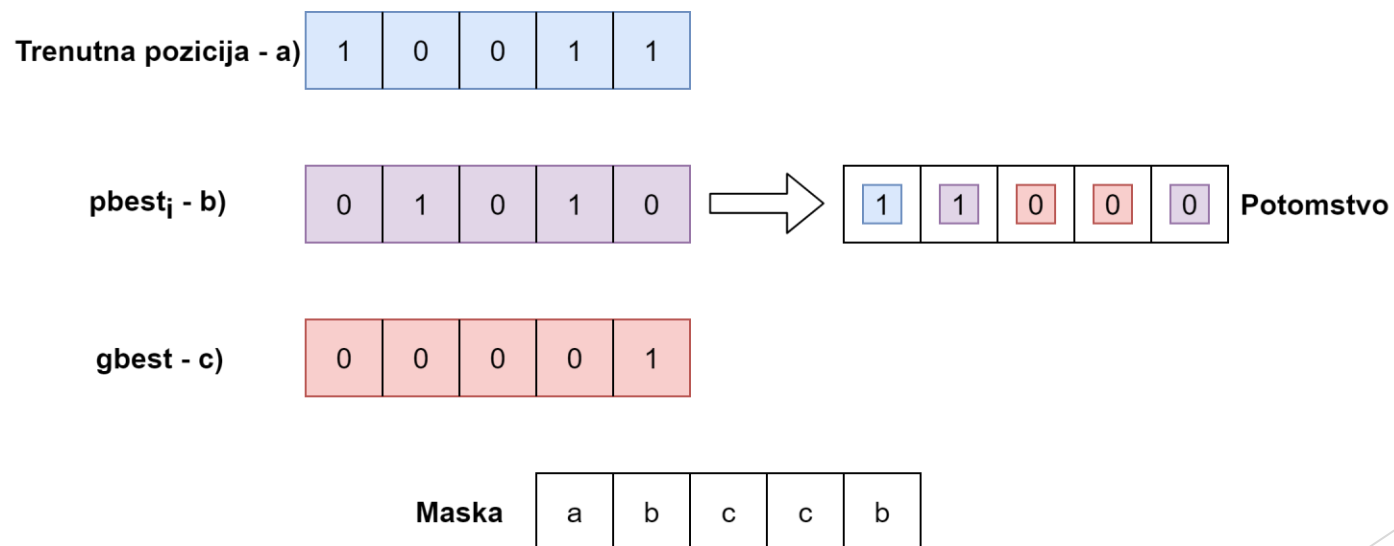 Trenutna pozicija - a) 1 0 0 1 1
pbesti - b) 0 1 0 1 0 1 1 0 0 0 Potomstvo
gbest - c) 0 0 0 0 1
Maska a b c c b